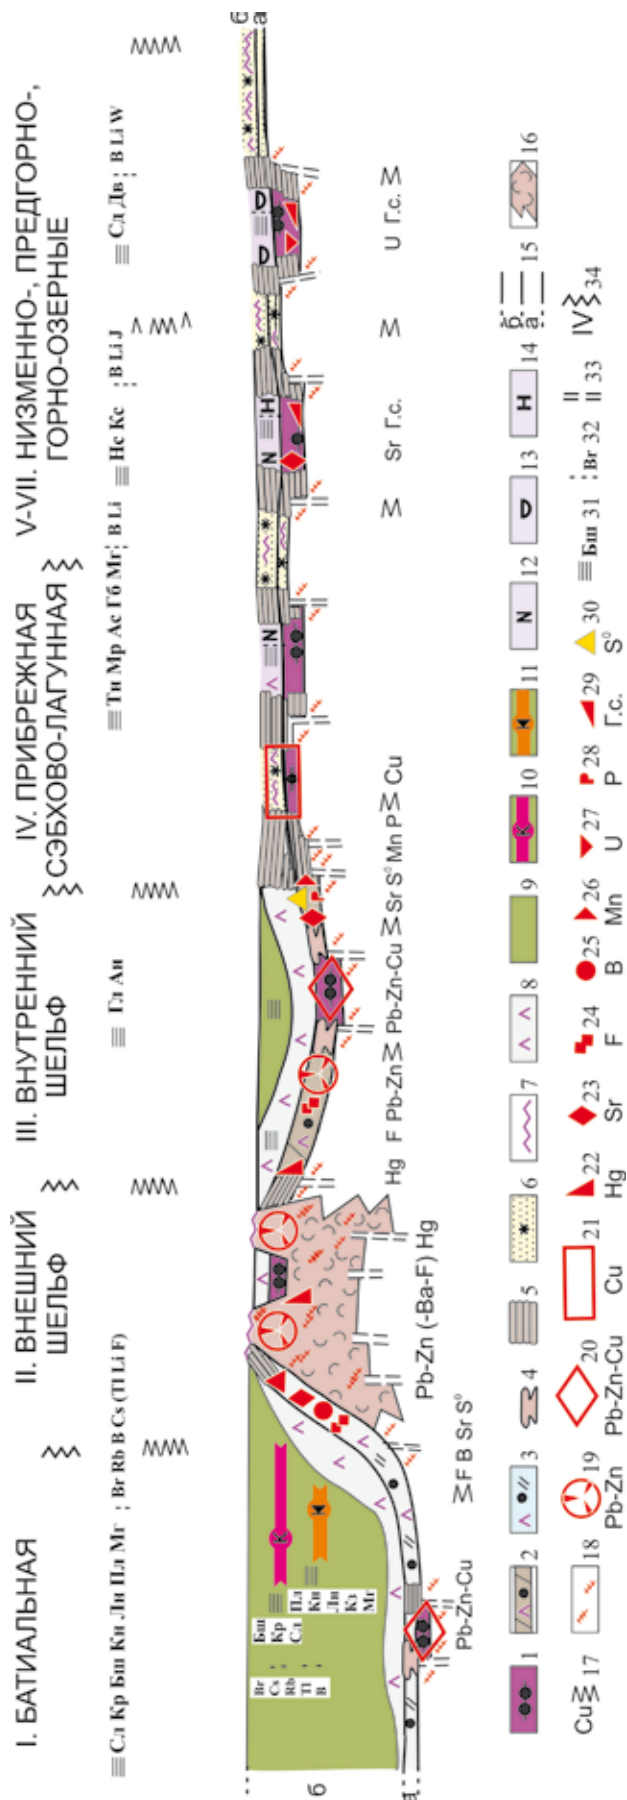 I. БАТИАЛЬНАЯ
II. ВНЕШНИЙ
ШЕЛЬФ
III. ВНУТРЕННИЙ
ШЕЛЬФ
IV. ПРИБРЕЖНАЯ
СЭБХОВО-ЛАГУННАЯ
V-VII. НИЗМЕННО-, ПРЕДГОРНО-,
ГОРНО-ОЗЕРНЫЕ
Сл Кр Бш Кн Лн Пл Мг Br Rb B Cs (Tl Li F)
Гл Ан
Тн Мр Ас Гб Мг B Li
Нс Кс B Li J
Сл Дв B Li W
б
а
б
а
Br
Cs
Rb
Tl
B
Бш
Кр
Сл
Пл
Кн
Лн
Кз
Мг
К
N
N
H
D
D
Pb-Zn-Cu
F B Sr S⁰
Pb-Zn (-Ba-F) Hg
Hg F Pb-Zn Pb-Zn-Cu Sr S⁰ Mn P Cu
Sr Г.с.
U Г.с.
1 2 3 4 5 6 7 8 9 10 11 12 13 14 15 16
К N D H б а
Cu 17 18 19 20 21 22 23 24 25 26 27 28 29 30 Бш 31 Br 32 33 IV 34
Pb-Zn Pb-Zn-Cu Cu Hg Sr F B Mn U P Г.с. S⁰